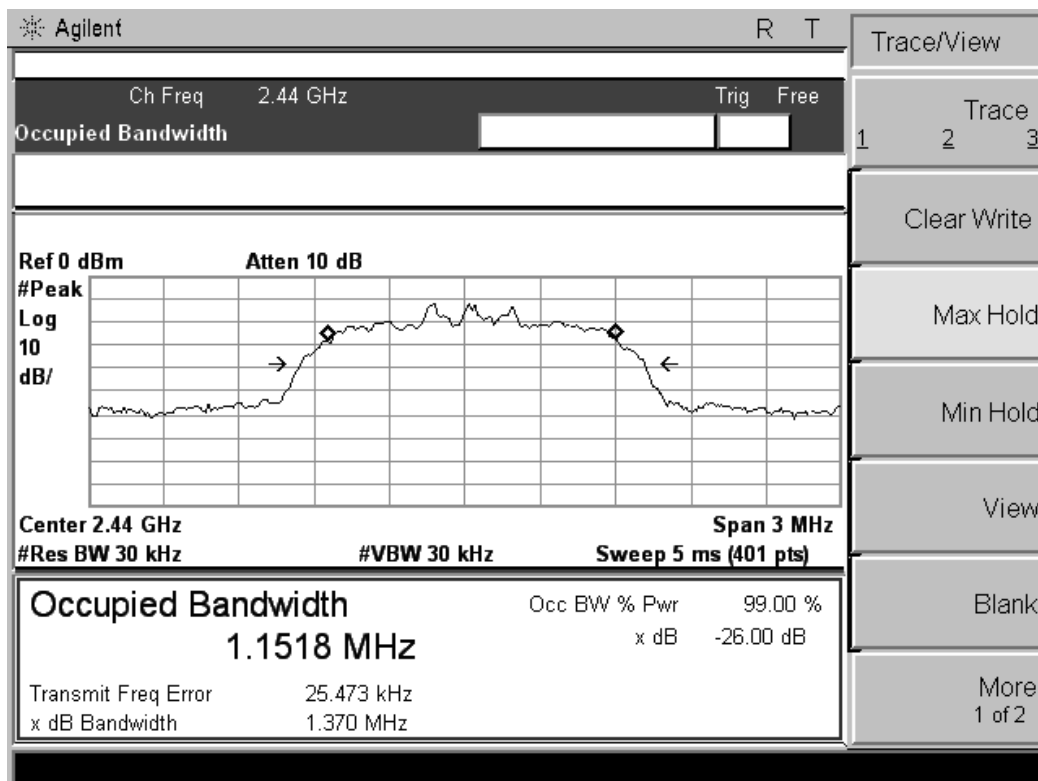 Agilent R T
Ch Freq 2.44 GHz Trig Free
Occupied Bandwidth
Ref 0 dBm Atten 10 dB
#Peak
Log
10
dB/
Center 2.44 GHz Span 3 MHz
#Res BW 30 kHz #VBW 30 kHz Sweep 5 ms (401 pts)
Occupied Bandwidth Occ BW % Pwr 99.00 %
1.1518 MHz x dB -26.00 dB
Transmit Freq Error 25.473 kHz
x dB Bandwidth 1.370 MHz
Trace/View
Trace
1 2 3
Clear Write
Max Hold
Min Hold
View
Blank
More
1 of 2